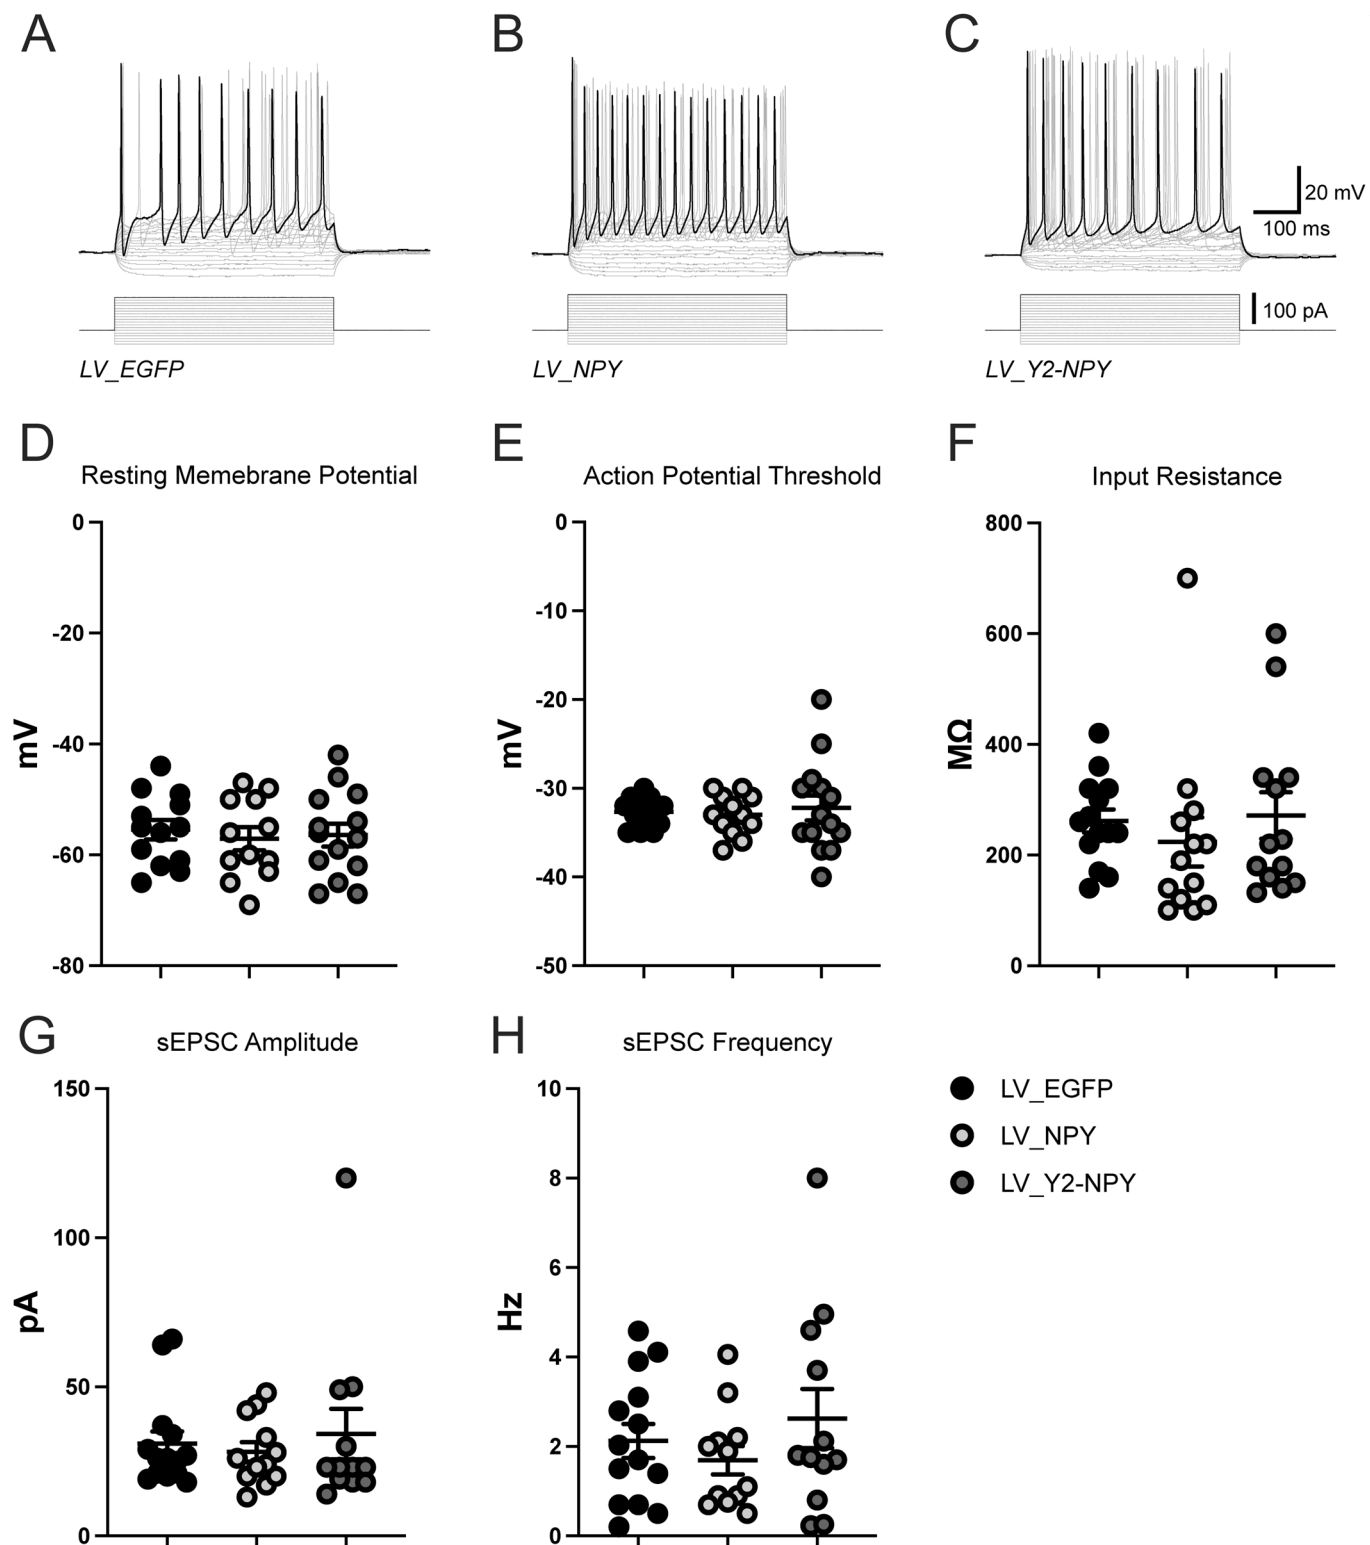 A
B
C
20 mV
100 ms
100 pA
LV_EGFP
LV_NPY
LV_Y2-NPY
D
E
F
Resting Memebrane Potential
Action Potential Threshold
Input Resistance
0
-20
-40
-60
-80
mV
0
-10
-20
-30
-40
-50
mV
800
600
400
200
0
MΩ
G
H
sEPSC Amplitude
sEPSC Frequency
150
100
50
0
pA
10
8
6
4
2
0
Hz
LV_EGFP
LV_NPY
LV_Y2-NPY